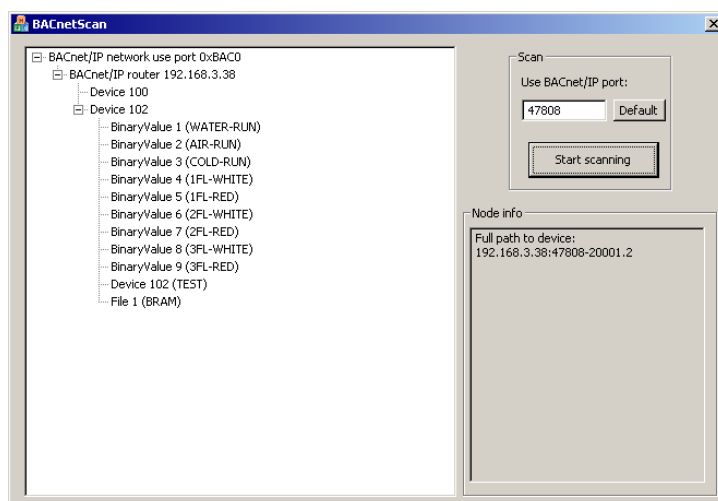 BACnetScan
BACnet/IP network use port 0xBAC0
BACnet/IP router 192.168.3.38
Device 100
Device 102
BinaryValue 1 (WATER-RUN)
BinaryValue 2 (AIR-RUN)
BinaryValue 3 (COLD-RUN)
BinaryValue 4 (1FL-WHITE)
BinaryValue 5 (1FL-RED)
BinaryValue 6 (2FL-WHITE)
BinaryValue 7 (2FL-RED)
BinaryValue 8 (3FL-WHITE)
BinaryValue 9 (3FL-RED)
Device 102 (TEST)
File 1 (BRAM)
Scan
Use BACnet/IP port:
47808 Default
Start scanning
Node info
Full path to device:
192.168.3.38:47808-20001.2